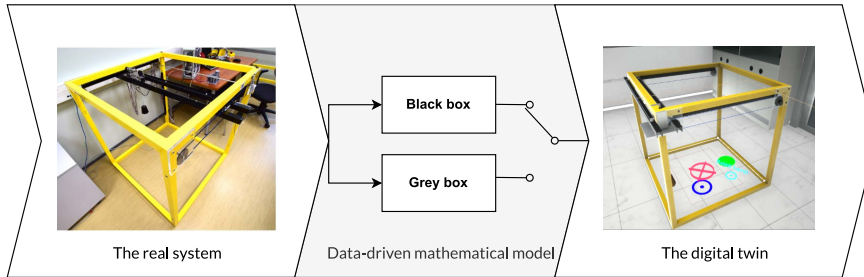 Black box
Grey box
The real system
Data-driven mathematical model
The digital twin